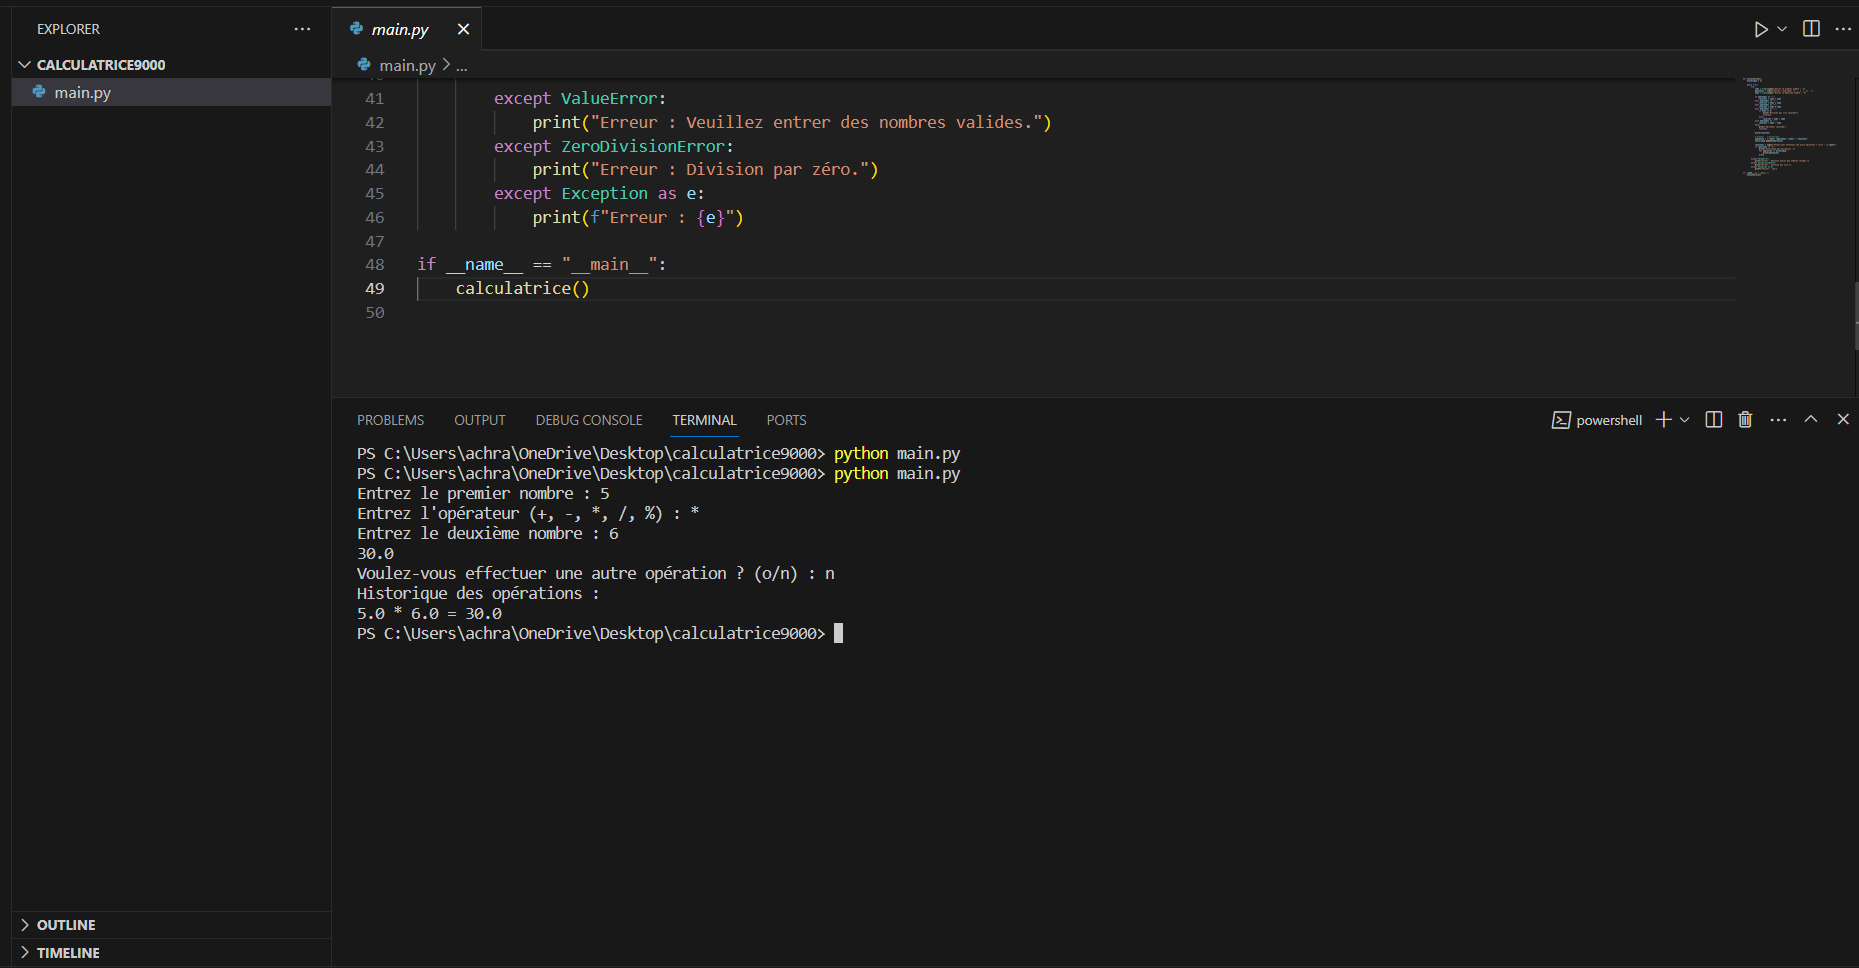 EXPLORER
CALCULATRICE9000
main.py
OUTLINE
TIMELINE
main.py
main.py > ...
41 except ValueError:
42 print("Erreur : Veuillez entrer des nombres valides.")
43 except ZeroDivisionError:
44 print("Erreur : Division par zéro.")
45 except Exception as e:
46 print(f"Erreur : {e}")
47
48 if __name__ == "__main__":
49 calculatrice()
50
PROBLEMS OUTPUT DEBUG CONSOLE TERMINAL PORTS
powershell
PS C:\Users\achra\OneDrive\Desktop\calculatrice9000> python main.py
PS C:\Users\achra\OneDrive\Desktop\calculatrice9000> python main.py
Entrez le premier nombre : 5
Entrez l'opérateur (+, -, *, /, %) : *
Entrez le deuxième nombre : 6
30.0
Voulez-vous effectuer une autre opération ? (o/n) : n
Historique des opérations :
5.0 * 6.0 = 30.0
PS C:\Users\achra\OneDrive\Desktop\calculatrice9000>